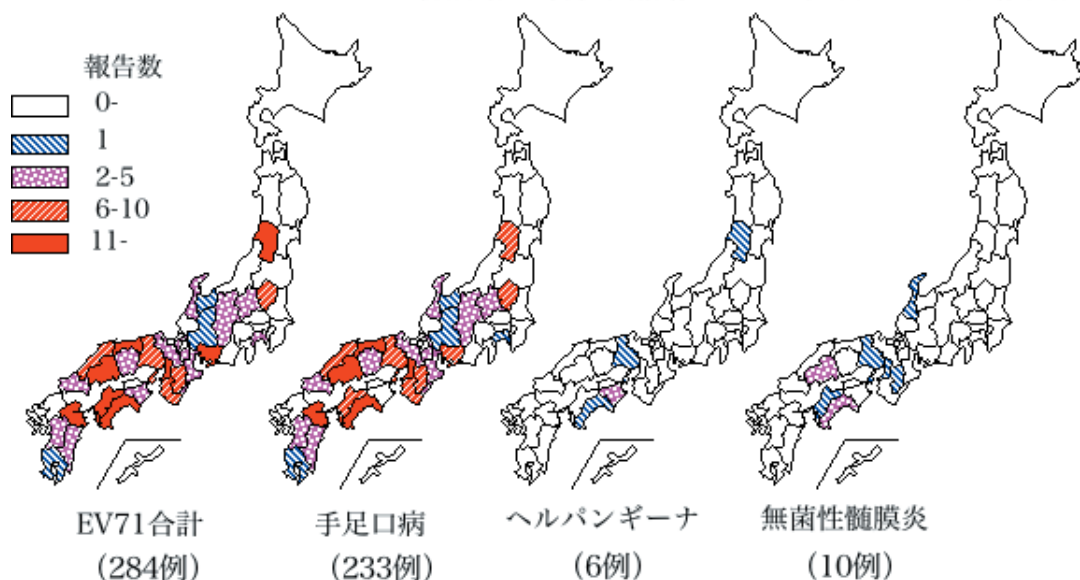 報告数
0-
1
2-5
6-10
11-
EV71合計
(284例)
手足口病
(233例)
ヘルパンギーナ
(6例)
無菌性髄膜炎
(10例)